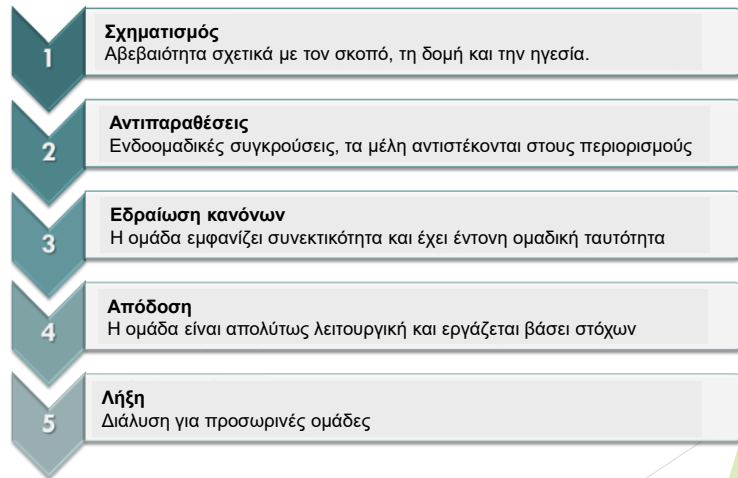 1
Σχηματισμός
Αβεβαιότητα σχετικά με τον σκοπό, τη δομή και την ηγεσία.
2
Αντιπαραθέσεις
Ενδοομαδικές συγκρούσεις, τα μέλη αντιστέκονται στους περιορισμούς
3
Εδραίωση κανόνων
Η ομάδα εμφανίζει συνεκτικότητα και έχει έντονη ομαδική ταυτότητα
4
Απόδοση
Η ομάδα είναι απολύτως λειτουργική και εργάζεται βάσει στόχων
5
Λήξη
Διάλυση για προσωρινές ομάδες